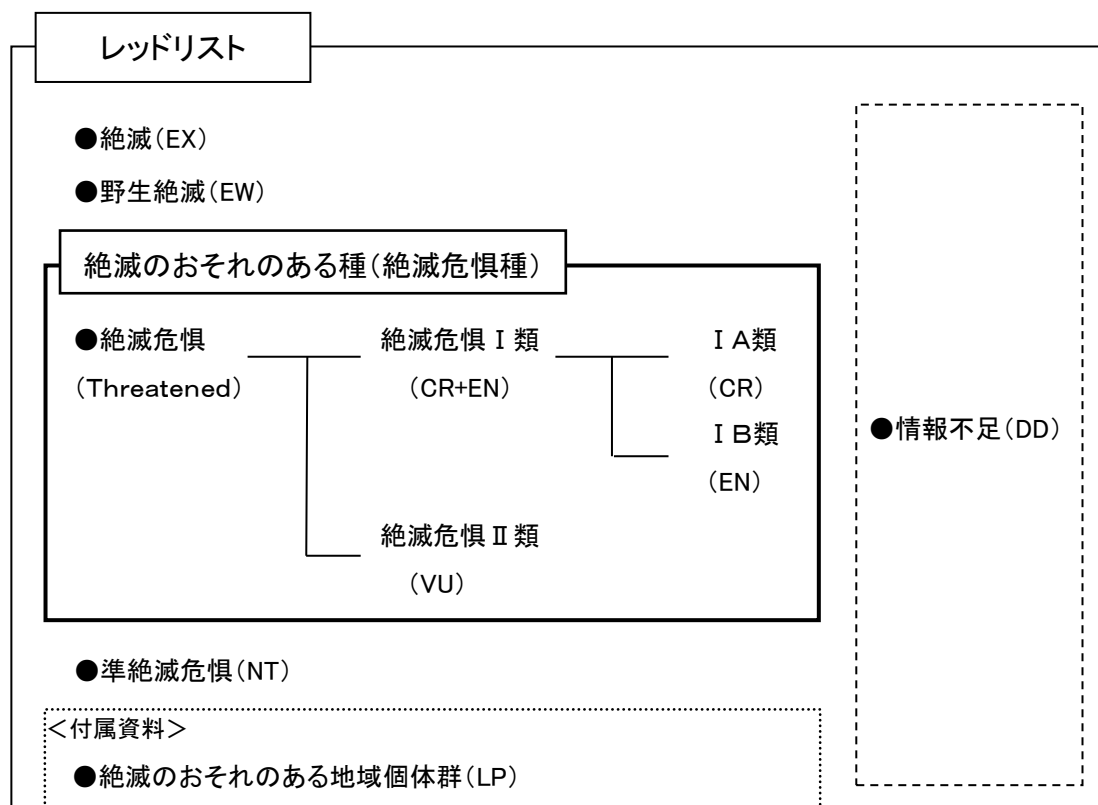 レッドリスト
●絶滅(EX)
●野生絶滅(EW)
絶滅のおそれのある種(絶滅危惧種)
●絶滅危惧 絶滅危惧Ⅰ類 ⅠA類
(Threatened) (CR+EN) (CR)
ⅠB類
(EN)
絶滅危惧Ⅱ類
(VU)
●準絶滅危惧(NT)
<付属資料>
●絶滅のおそれのある地域個体群(LP)
●情報不足(DD)